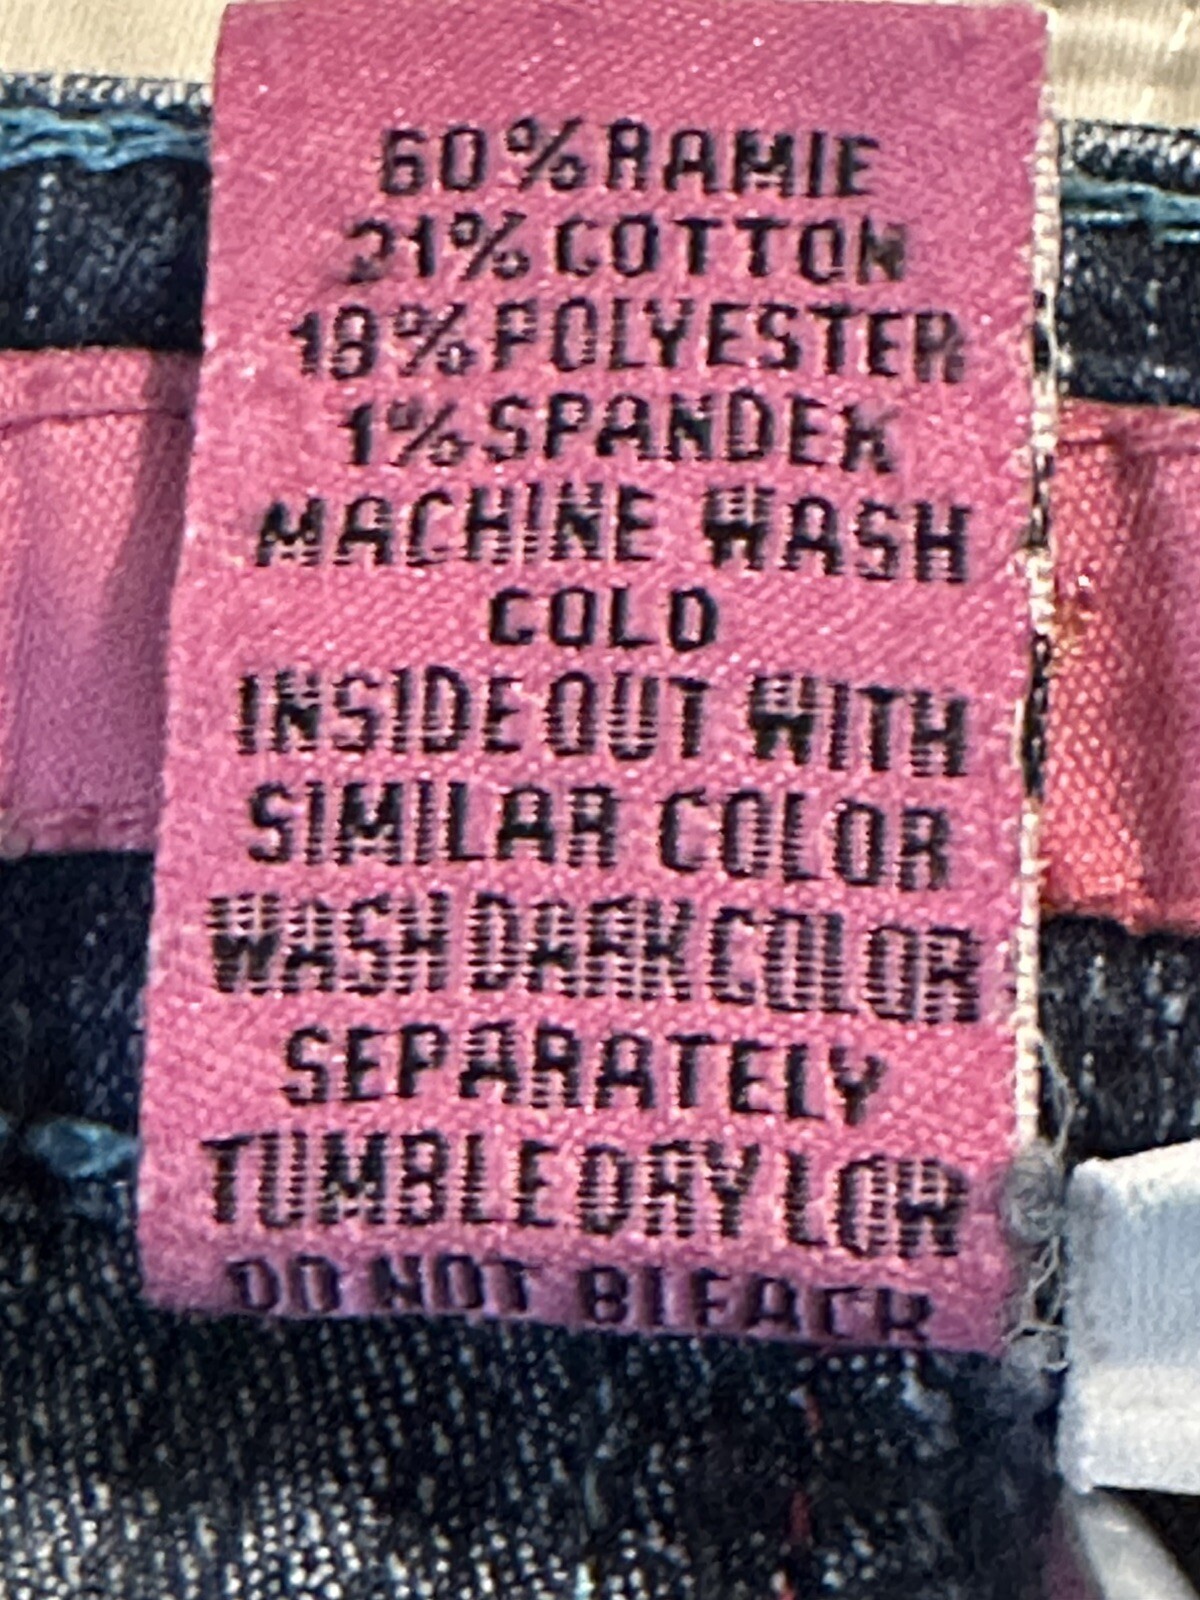 60% RAMIE
21% COTTON
18% POLYESTER
1% SPANDEX
MACHINE WASH
COLD
INSIDE OUT WITH
SIMILAR COLOR
WASH DARK COLOR
SEPARATELY
TUMBLE DRY LOW
DO NOT BLEACH